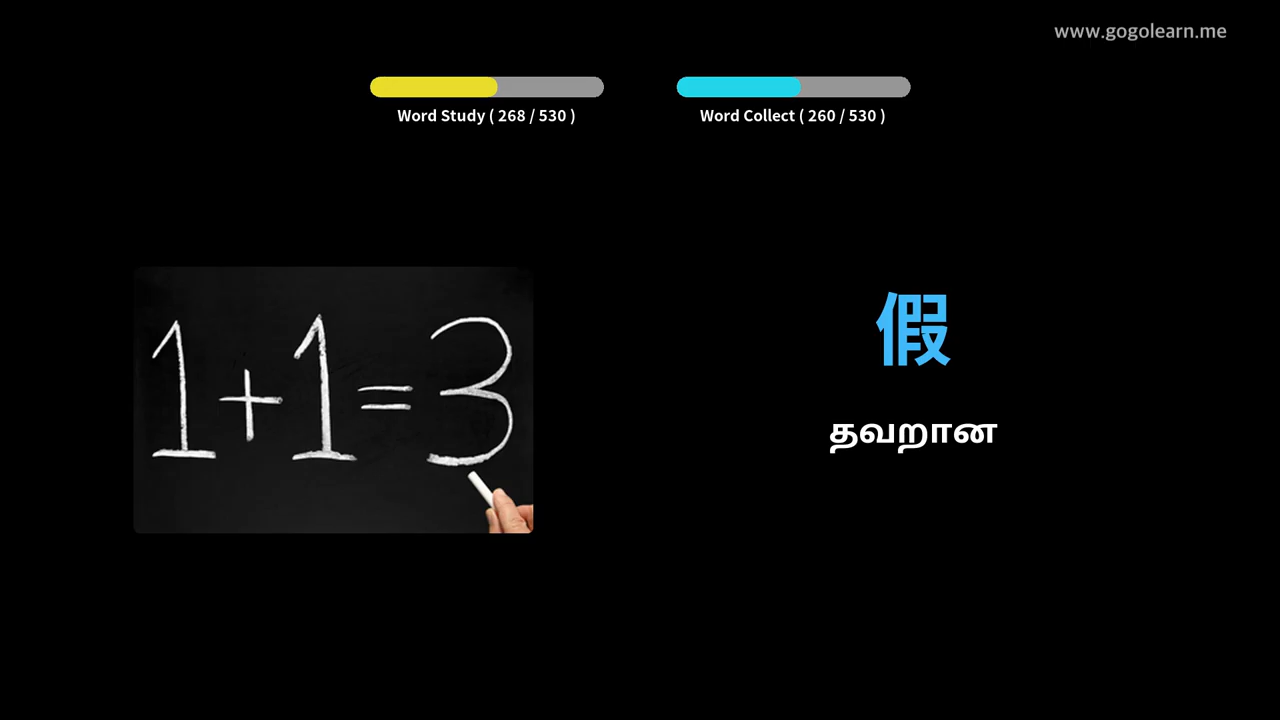 www.gogolearn.me
Word Study ( 268 / 530 )
Word Collect ( 260 / 530 )
1+1=3
假
தவறான